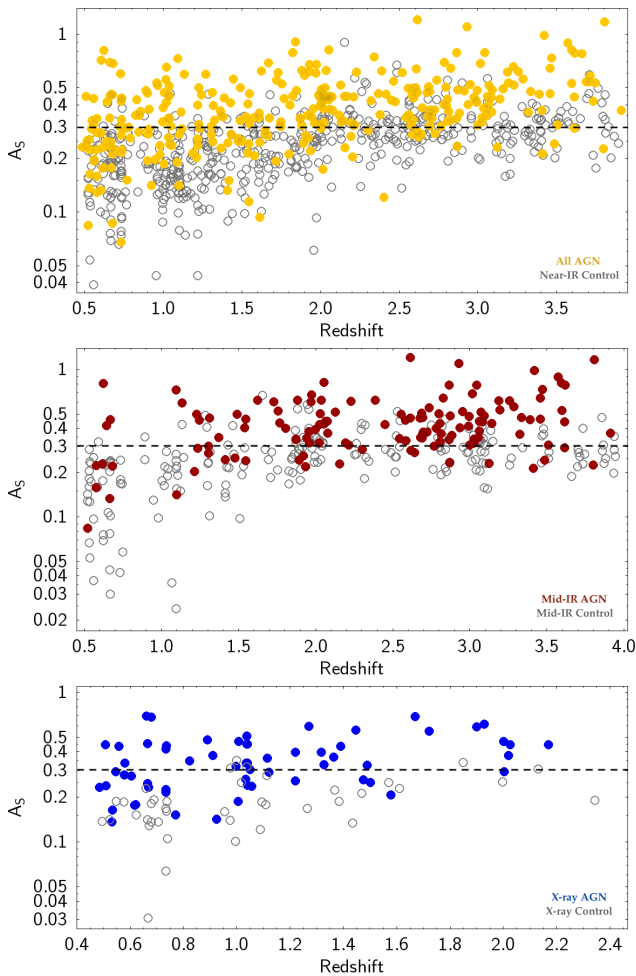 1
0.5
0.4
0.3
0.2
0.1
0.05
0.04
As
All AGN
Near-IR Control
0.5 1.0 1.5 2.0 2.5 3.0 3.5
Redshift
1
0.5
0.4
0.3
0.2
0.1
0.05
0.04
0.03
0.02
As
Mid-IR AGN
Mid-IR Control
0.5 1.0 1.5 2.0 2.5 3.0 3.5 4.0
Redshift
1
0.5
0.4
0.3
0.2
0.1
0.05
0.04
0.03
As
X-ray AGN
X-ray Control
0.4 0.6 0.8 1.0 1.2 1.4 1.6 1.8 2.0 2.2 2.4
Redshift